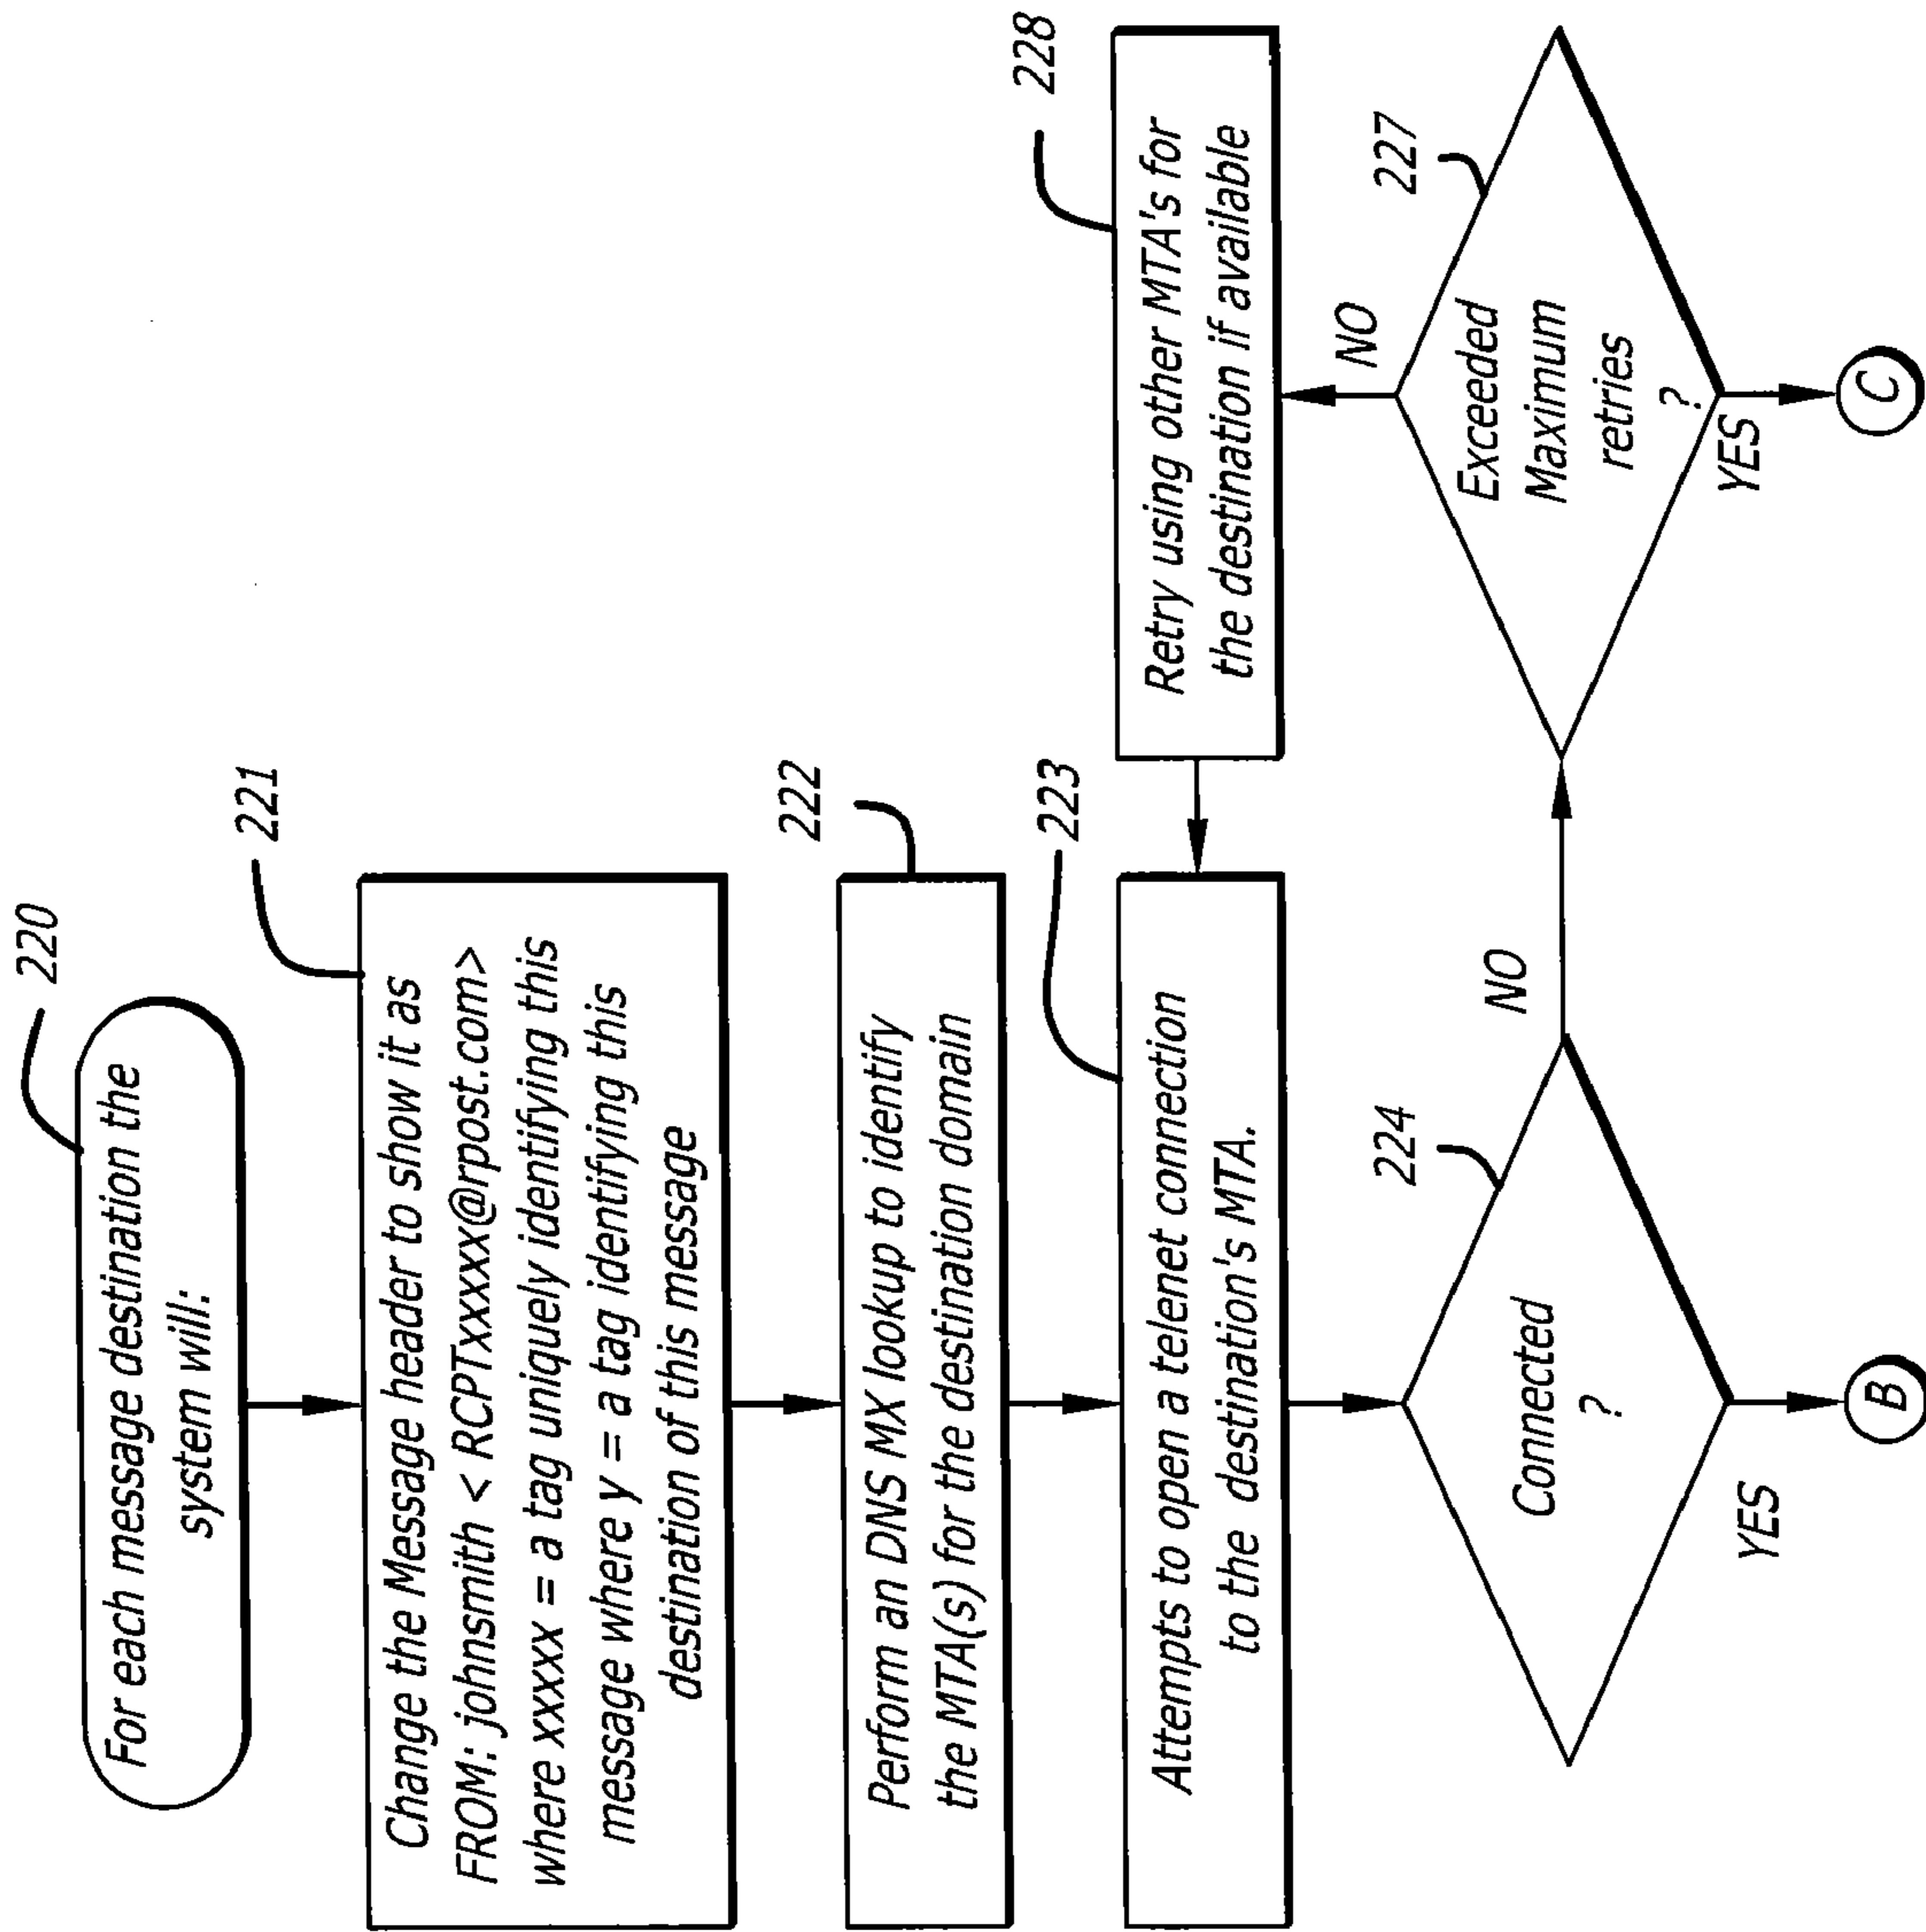 220
For each message destination the
system will:
221
Change the Message header to show it as
FROM: johnsmith < RCPTxxxxx@rpost.com>
where xxxx = a tag uniquely identifying this
message where y = a tag identifying this
destination of this message
222
Perform an DNS MX lookup to identify
the MTA(s) for the destination domain
223
Attempts to open a telenet connection
to the destination's MTA.
224
Connected
?
NO
YES
B
228
Retry using other MTA's for
the destination if available
NO
227
Exceeded
Maximum
retries
?
YES
C